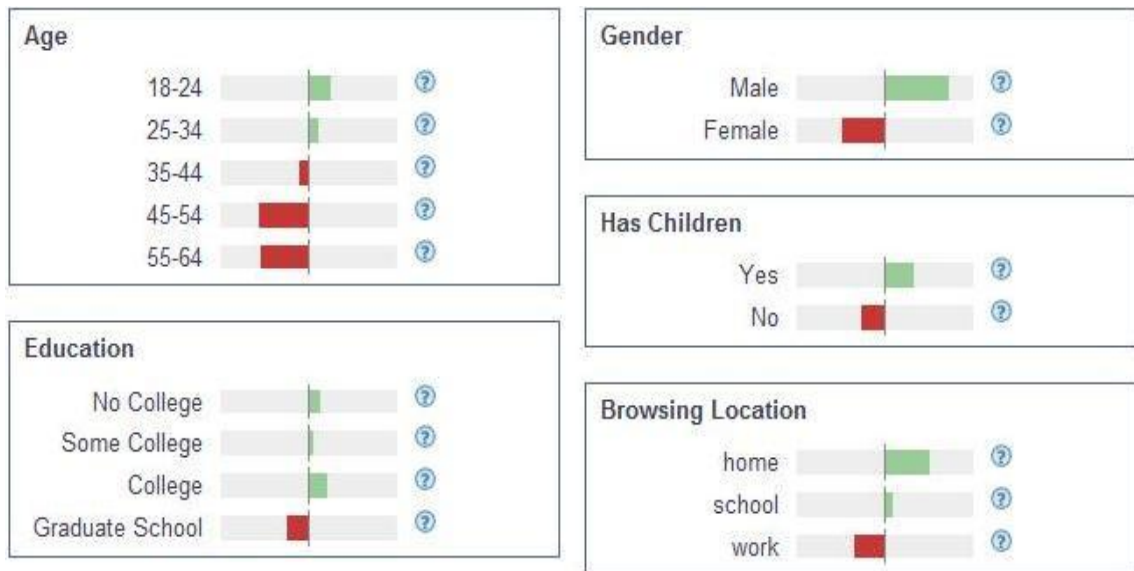 Age
18-24
25-34
35-44
45-54
55-64
Education
No College
Some College
College
Graduate School
Gender
Male
Female
Has Children
Yes
No
Browsing Location
home
school
work